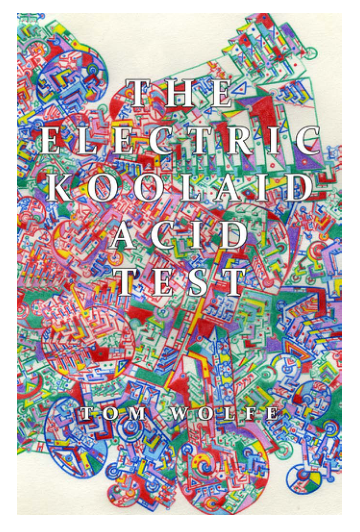 THE
ELECTRIC
KOOLAID
ACID
TEST
TOM WOLFE